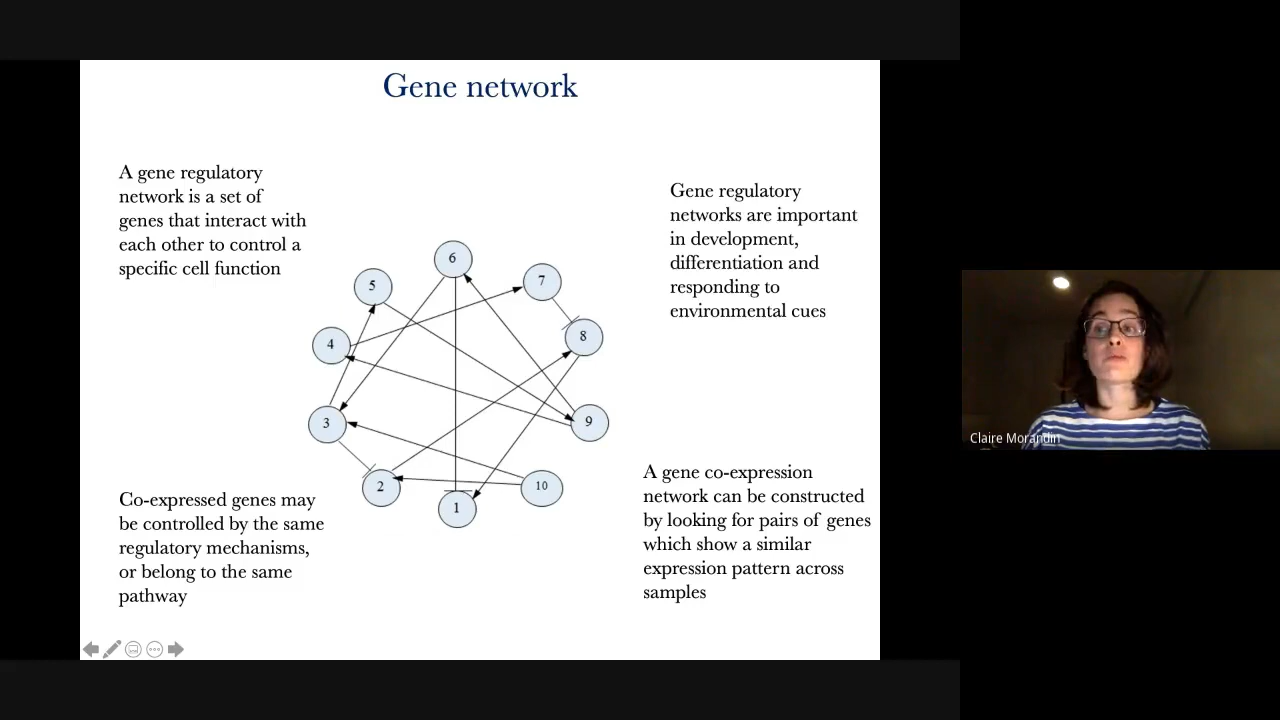 Gene network
A gene regulatory
network is a set of
genes that interact with
each other to control a
specific cell function
Gene regulatory
networks are important
in development,
differentiation and
responding to
environmental cues
6
7
5
8
4
9
3
10
2
1
Co-expressed genes may
be controlled by the same
regulatory mechanisms,
or belong to the same
pathway
A gene co-expression
network can be constructed
by looking for pairs of genes
which show a similar
expression pattern across
samples
Claire Morandin